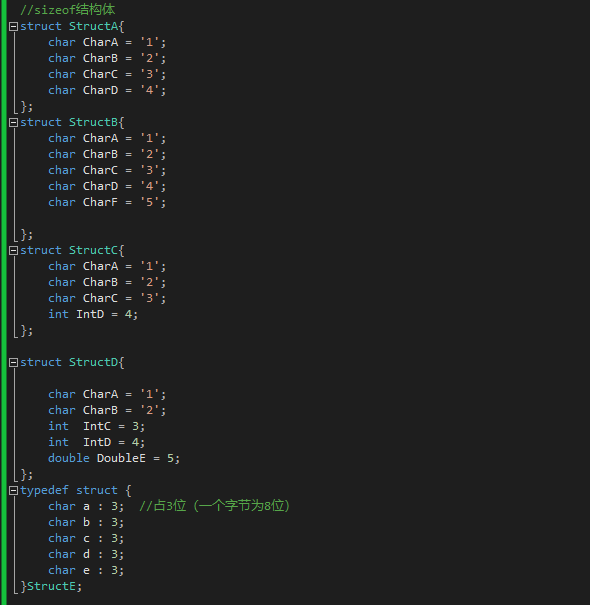 //sizeof结构体
struct StructA{
char CharA = '1';
char CharB = '2';
char CharC = '3';
char CharD = '4';
};
struct StructB{
char CharA = '1';
char CharB = '2';
char CharC = '3';
char CharD = '4';
char CharF = '5';
};
struct StructC{
char CharA = '1';
char CharB = '2';
char CharC = '3';
int IntD = 4;
};
struct StructD{
char CharA = '1';
char CharB = '2';
int  IntC = 3;
int  IntD = 4;
double DoubleE = 5;
};
typedef struct {
char a : 3;  //占3位（一个字节为8位）
char b : 3;
char c : 3;
char d : 3;
char e : 3;
}StructE;